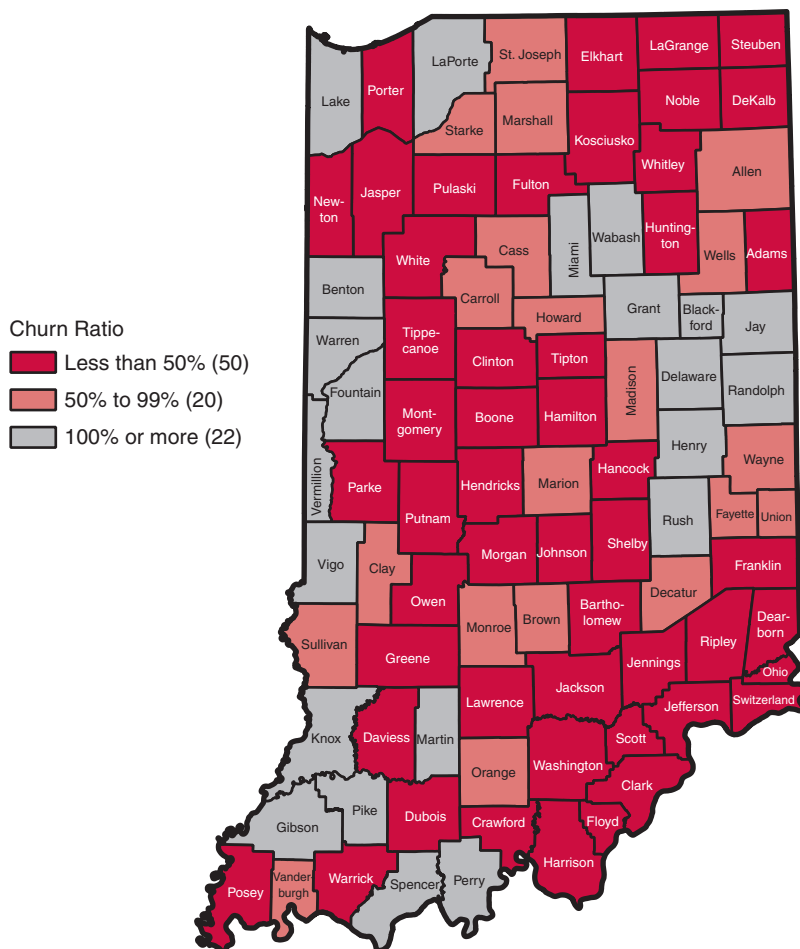 St. Joseph
LaPorte
Elkhart
LaGrange
Steuben
Lake
Porter
Noble
DeKalb
Starke
Marshall
Kosciusko
Whitley
Allen
New-
ton
Jasper
Pulaski
Fulton
Miami
Wabash
Hunting-
ton
Wells
Adams
White
Cass
Benton
Carroll
Grant
Black-
ford
Jay
Howard
Churn Ratio
Less than 50% (50)
50% to 99% (20)
100% or more (22)
Warren
Tippe-
canoe
Clinton
Tipton
Madison
Delaware
Randolph
Fountain
Mont-
gomery
Boone
Hamilton
Henry
Wayne
Vermillion
Parke
Putnam
Hendricks
Marion
Hancock
Rush
Fayette
Union
Vigo
Clay
Morgan
Johnson
Shelby
Franklin
Owen
Decatur
Sullivan
Monroe
Brown
Bartho-
lomew
Dear-
born
Ripley
Greene
Jennings
Ohio
Lawrence
Jackson
Jefferson
Switzerland
Knox
Daviess
Martin
Scott
Orange
Washington
Clark
Gibson
Pike
Dubois
Crawford
Floyd
Harrison
Posey
Vander-
burgh
Warrick
Spencer
Perry